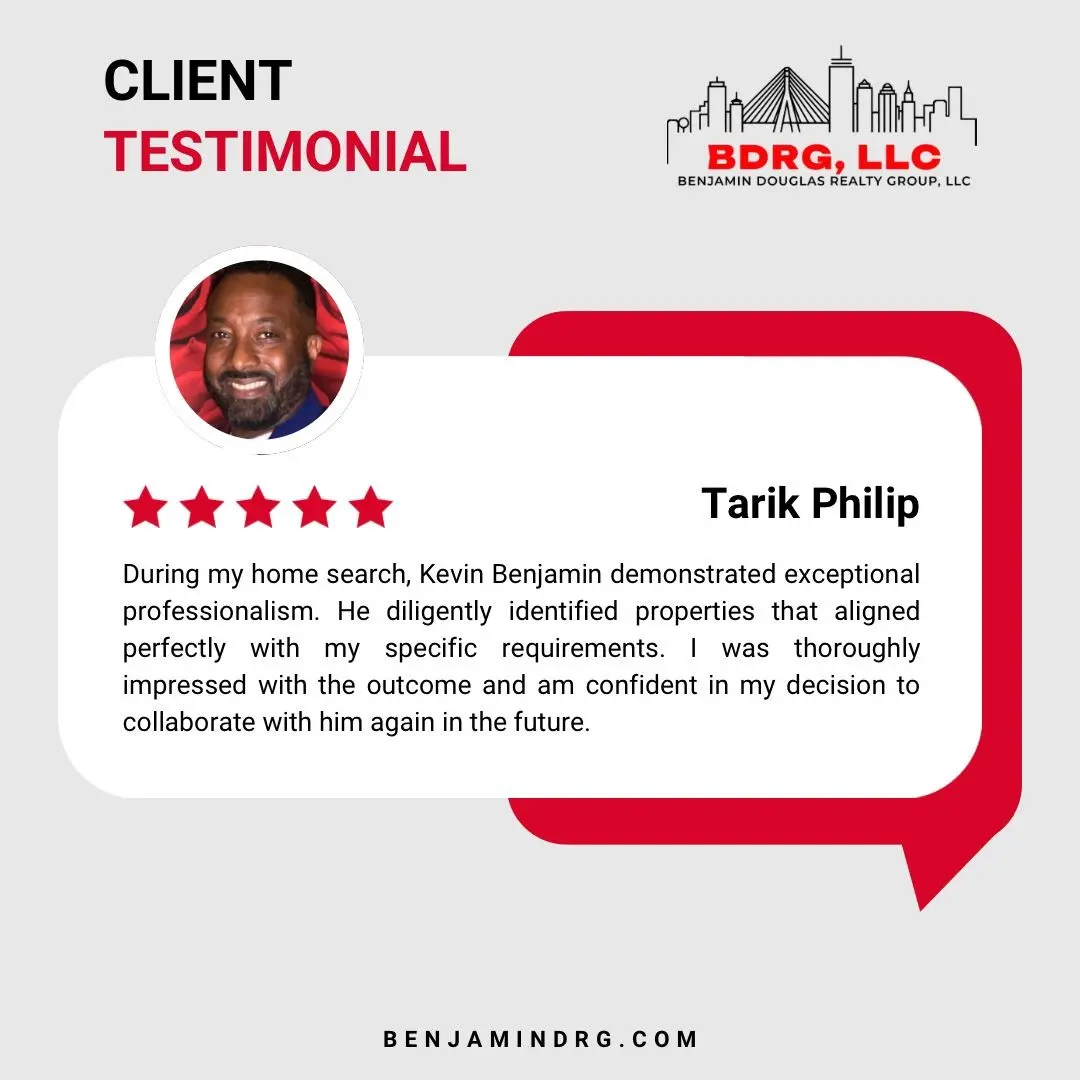 CLIENT
TESTIMONIAL
BDRG, LLC
BENJAMIN DOUGLAS REALTY GROUP, LLC
Tarik Philip
During my home search, Kevin Benjamin demonstrated exceptional
professionalism. He diligently identified properties that aligned
perfectly with my specific requirements. I was thoroughly
impressed with the outcome and am confident in my decision to
collaborate with him again in the future.
BENJAMINDRG.COM